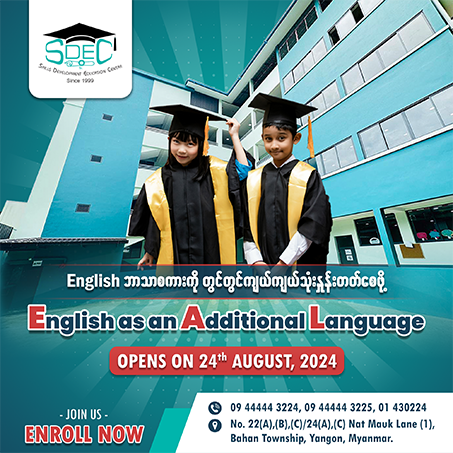 SDEC
SKILLS DEVELOPMENT EDUCATION CENTRE
Since 1999
English ဘာသာစကားကို တွင်တွင်ကျယ်ကျယ်သုံးနှုန်းတတ်စေဖို့
English as an Additional Language
OPENS ON 24th AUGUST, 2024
- JOIN US -
ENROLL NOW
09 44444 3224, 09 44444 3225, 01 430224
No. 22(A),(B),(C)/24(A),(C) Nat Mauk Lane (1),
Bahan Township, Yangon, Myanmar.